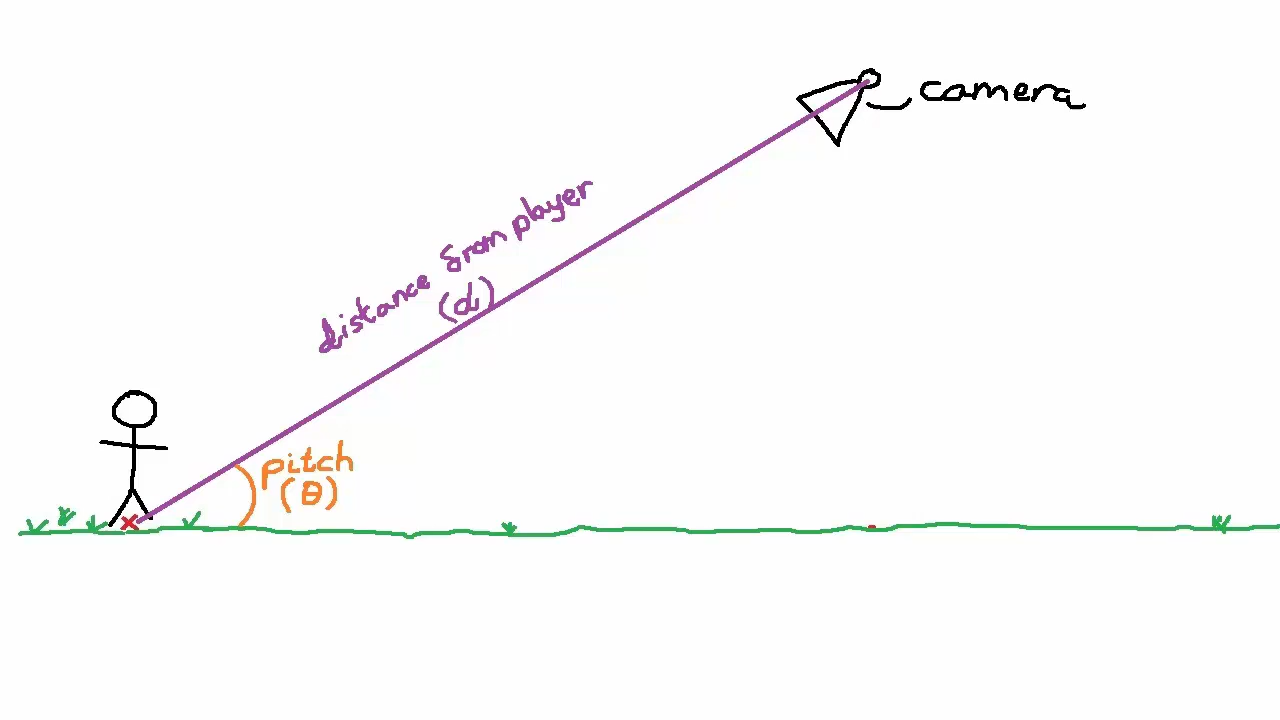 camera
distance from player
(d)
pitch
(θ)